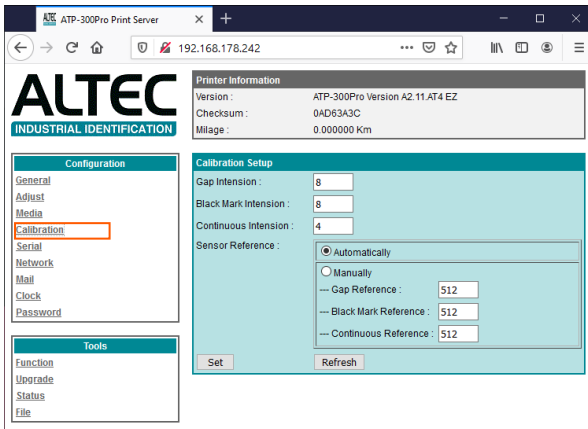 ATP-300Pro Print Server
192.168.178.242
ALTEC
INDUSTRIAL IDENTIFICATION
Printer Information
Version : ATP-300Pro Version A2.11.AT4 EZ
Checksum : 0AD63A3C
Milage : 0.000000 Km
Configuration
General
Adjust
Media
Calibration
Serial
Network
Mail
Clock
Password
Tools
Function
Upgrade
Status
File
Calibration Setup
Gap Intension : 8
Black Mark Intension : 8
Continuous Intension : 4
Sensor Reference : Automatically
Manually
--- Gap Reference : 512
--- Black Mark Reference : 512
--- Continuous Reference : 512
Set Refresh